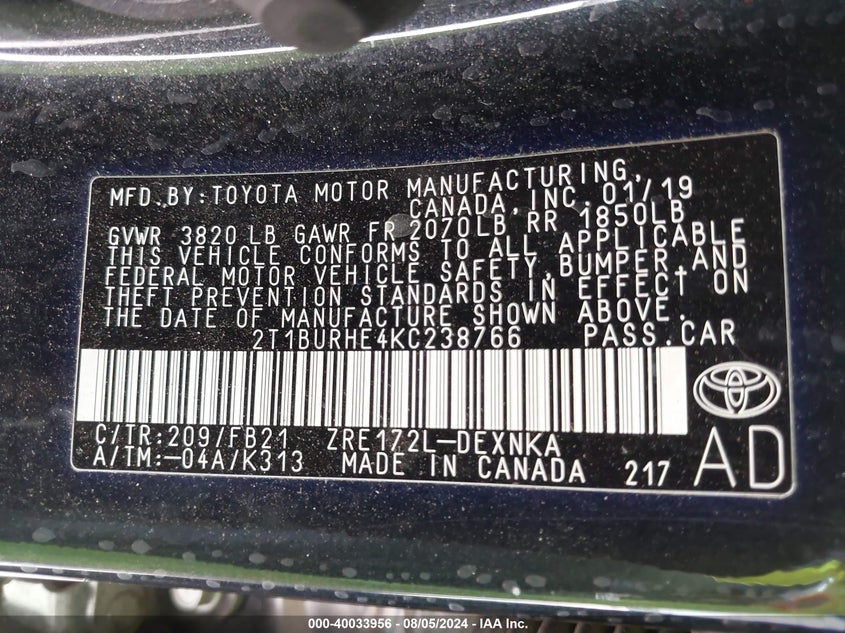 MFD.BY:TOYOTA MOTOR MANUFACTURING,
CANADA, INC. 01/19
GVWR 3820 LB GAWR FR 2070LB, RR 1850LB
THIS VEHICLE CONFORMS TO ALL APPLICABLE
FEDERAL MOTOR VEHICLE SAFETY,BUMPER,AND
THEFT PREVENTION STANDARDS IN EFFECT ON
THE DATE OF MANUFACTURE SHOWN ABOVE.
2T1BURHE4KC238766 PASS.CAR
C/TR:209/FB21 ZRE172L-DEXNKA
A/TM:-04A/K313 MADE IN CANADA 217
AD
000-40033956 - 08/05/2024 - IAA Inc.